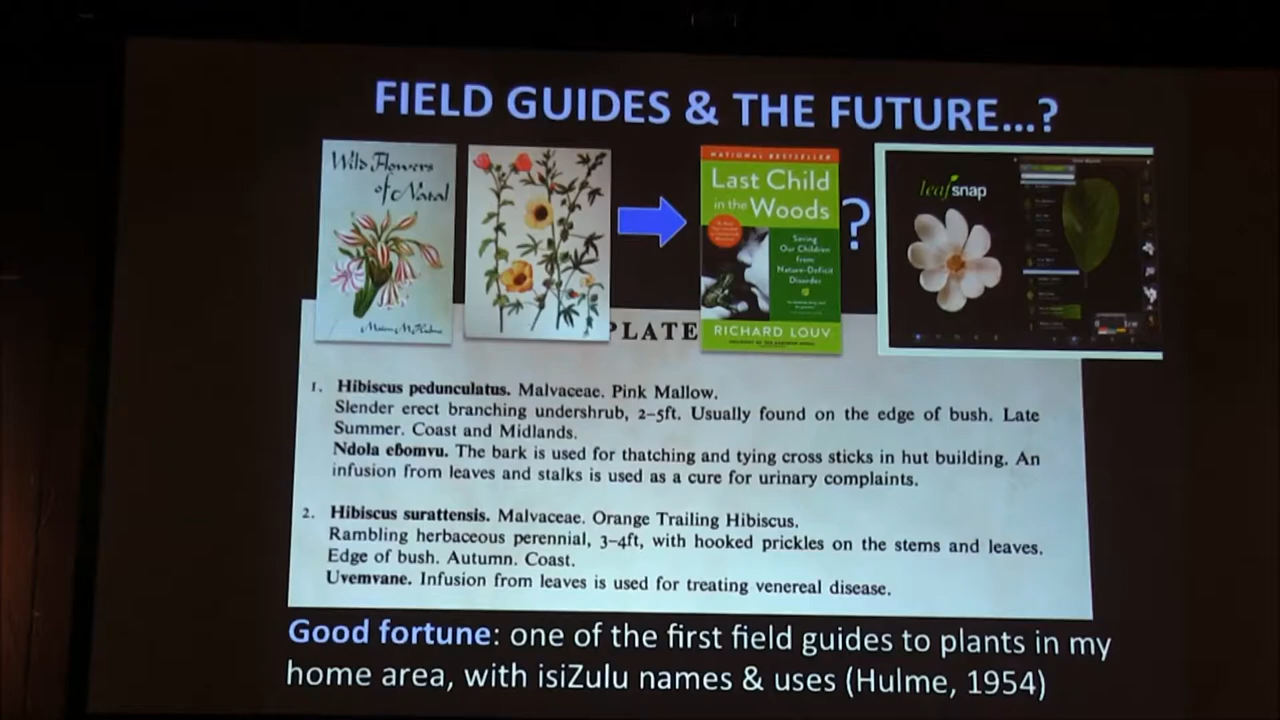 FIELD GUIDES & THE FUTURE...?
Wild Flowers
of Natal
NATIONAL BESTSELLER
Last Child
in the Woods
Saving
Our Children
from
Nature-Deficit
Disorder
RICHARD LOUV
?
leafsnap
PLATE
1. Hibiscus pedunculatus. Malvaceae. Pink Mallow.
Slender erect branching undershrub, 2–5ft. Usually found on the edge of bush. Late
Summer. Coast and Midlands.
Ndola ebomvu. The bark is used for thatching and tying cross sticks in hut building. An
infusion from leaves and stalks is used as a cure for urinary complaints.
2. Hibiscus surattensis. Malvaceae. Orange Trailing Hibiscus.
Rambling herbaceous perennial, 3–4ft, with hooked prickles on the stems and leaves.
Edge of bush. Autumn. Coast.
Uvemvane. Infusion from leaves is used for treating venereal disease.
Good fortune: one of the first field guides to plants in my
home area, with isiZulu names & uses (Hulme, 1954)